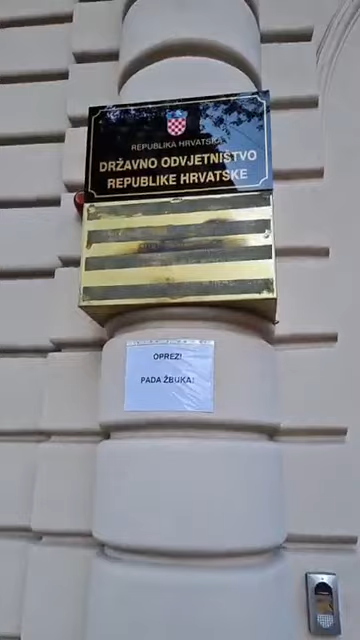 REPUBLIKA HRVATSKA
DRŽAVNO ODVJETNIŠTVO
REPUBLIKE HRVATSKE
OPREZ!
PADA ŽBUKA!